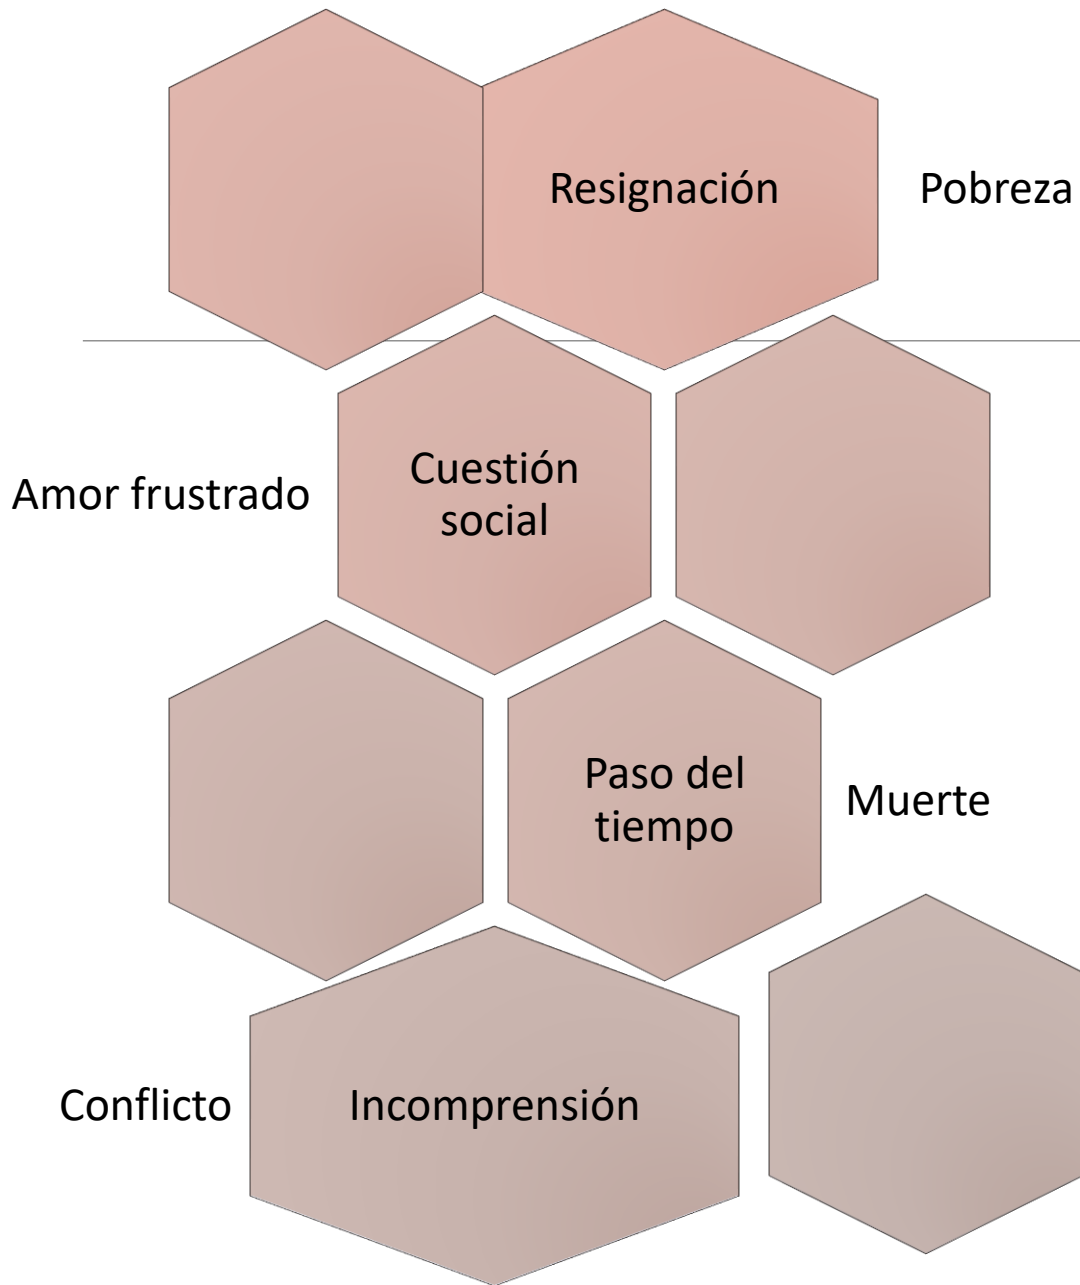 Resignación
Pobreza
Amor frustrado
Cuestión
social
Paso del
tiempo
Muerte
Conflicto
Incomprensión